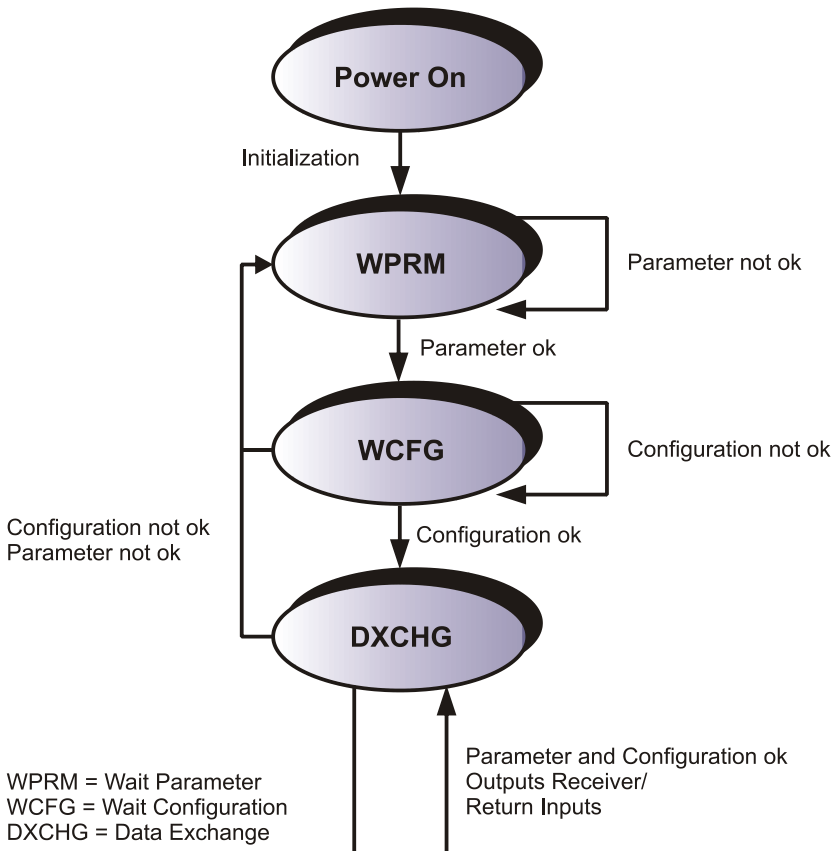 Power On
Initialization
WPRM
Parameter not ok
Parameter ok
WCFG
Configuration not ok
Configuration not ok
Parameter not ok
Configuration ok
DXCHG
Parameter and Configuration ok
Outputs Receiver/
Return Inputs
WPRM = Wait Parameter
WCFG = Wait Configuration
DXCHG = Data Exchange